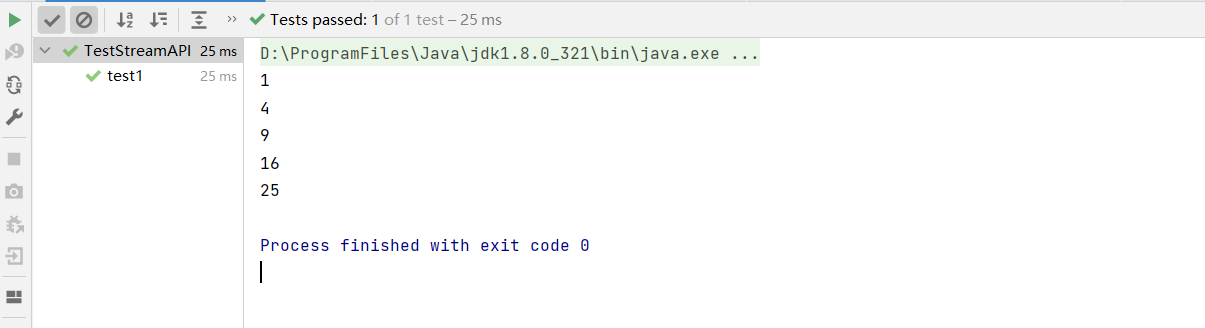 Tests passed: 1 of 1 test – 25 ms
TestStreamAPI 25 ms
test1 25 ms
D:\ProgramFiles\Java\jdk1.8.0_321\bin\java.exe ...
1
4
9
16
25
Process finished with exit code 0